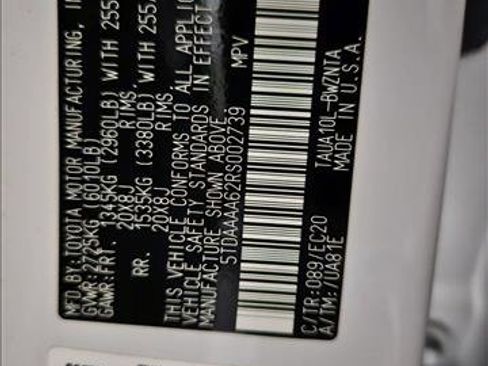 MFD.BY:TOYOTA MOTOR MANUFACTURING, IN
GVWR:2725KG(6010LB)
GAWR:FRT. 1345KG(2960LB) WITH 255
20X8J RIMS,
RR. 1535KG(3380LB) WITH 255
20X8J RIMS,
THIS VEHICLE CONFORMS TO ALL APPLIC
VEHICLE SAFETY STANDARDS IN EFFECT
MANUFACTURE SHOWN ABOVE.
5TDAAAA62RS002739 MPV
C/TR:089/EC20 TAUA10L-BWZNTA
A/TM:/UA81E MADE IN U.S.A.